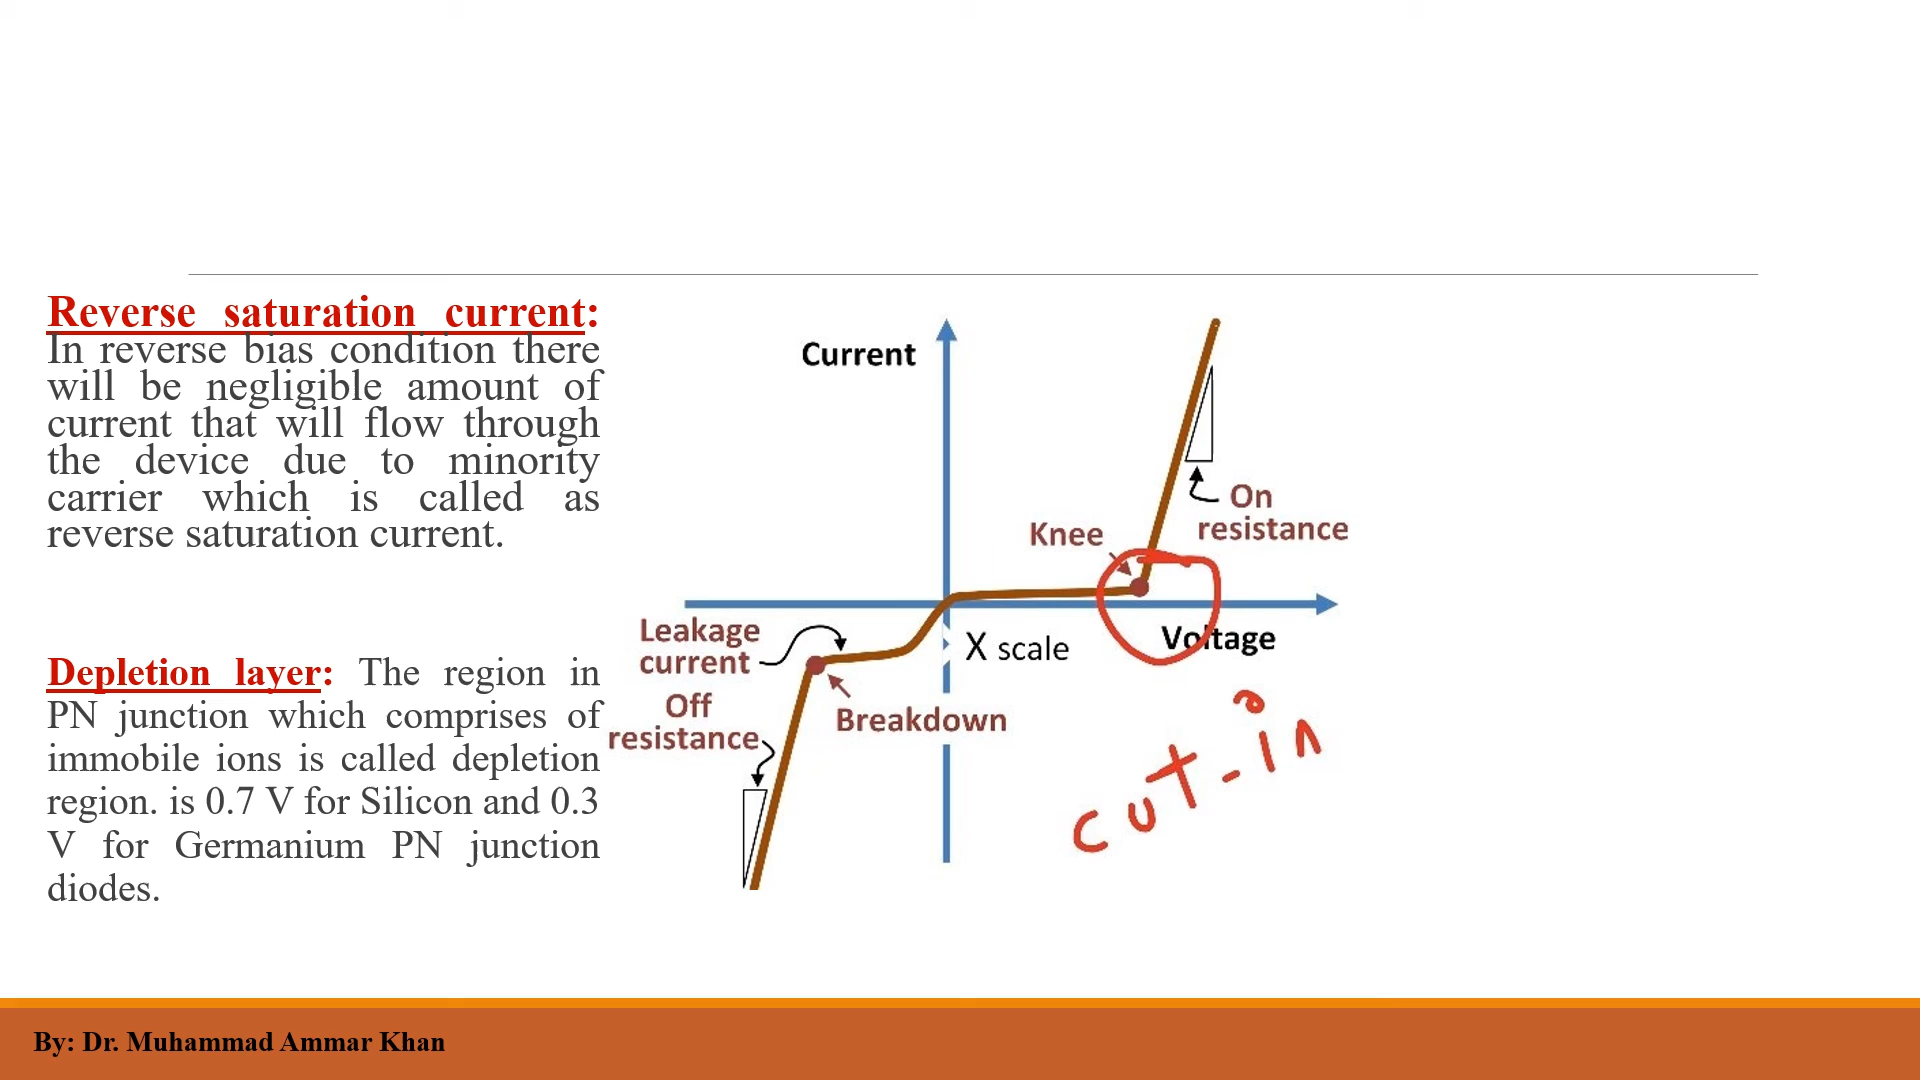 Reverse saturation current:
In reverse bias condition there
will be negligible amount of
current that will flow through
the device due to minority
carrier which is called as
reverse saturation current.
Depletion layer: The region in
PN junction which comprises of
immobile ions is called depletion
region. is 0.7 V for Silicon and 0.3
V for Germanium PN junction
diodes.
Current
On
resistance
Knee
Voltage
X scale
Leakage
current
Off
resistance
Breakdown
cut-in
By: Dr. Muhammad Ammar Khan